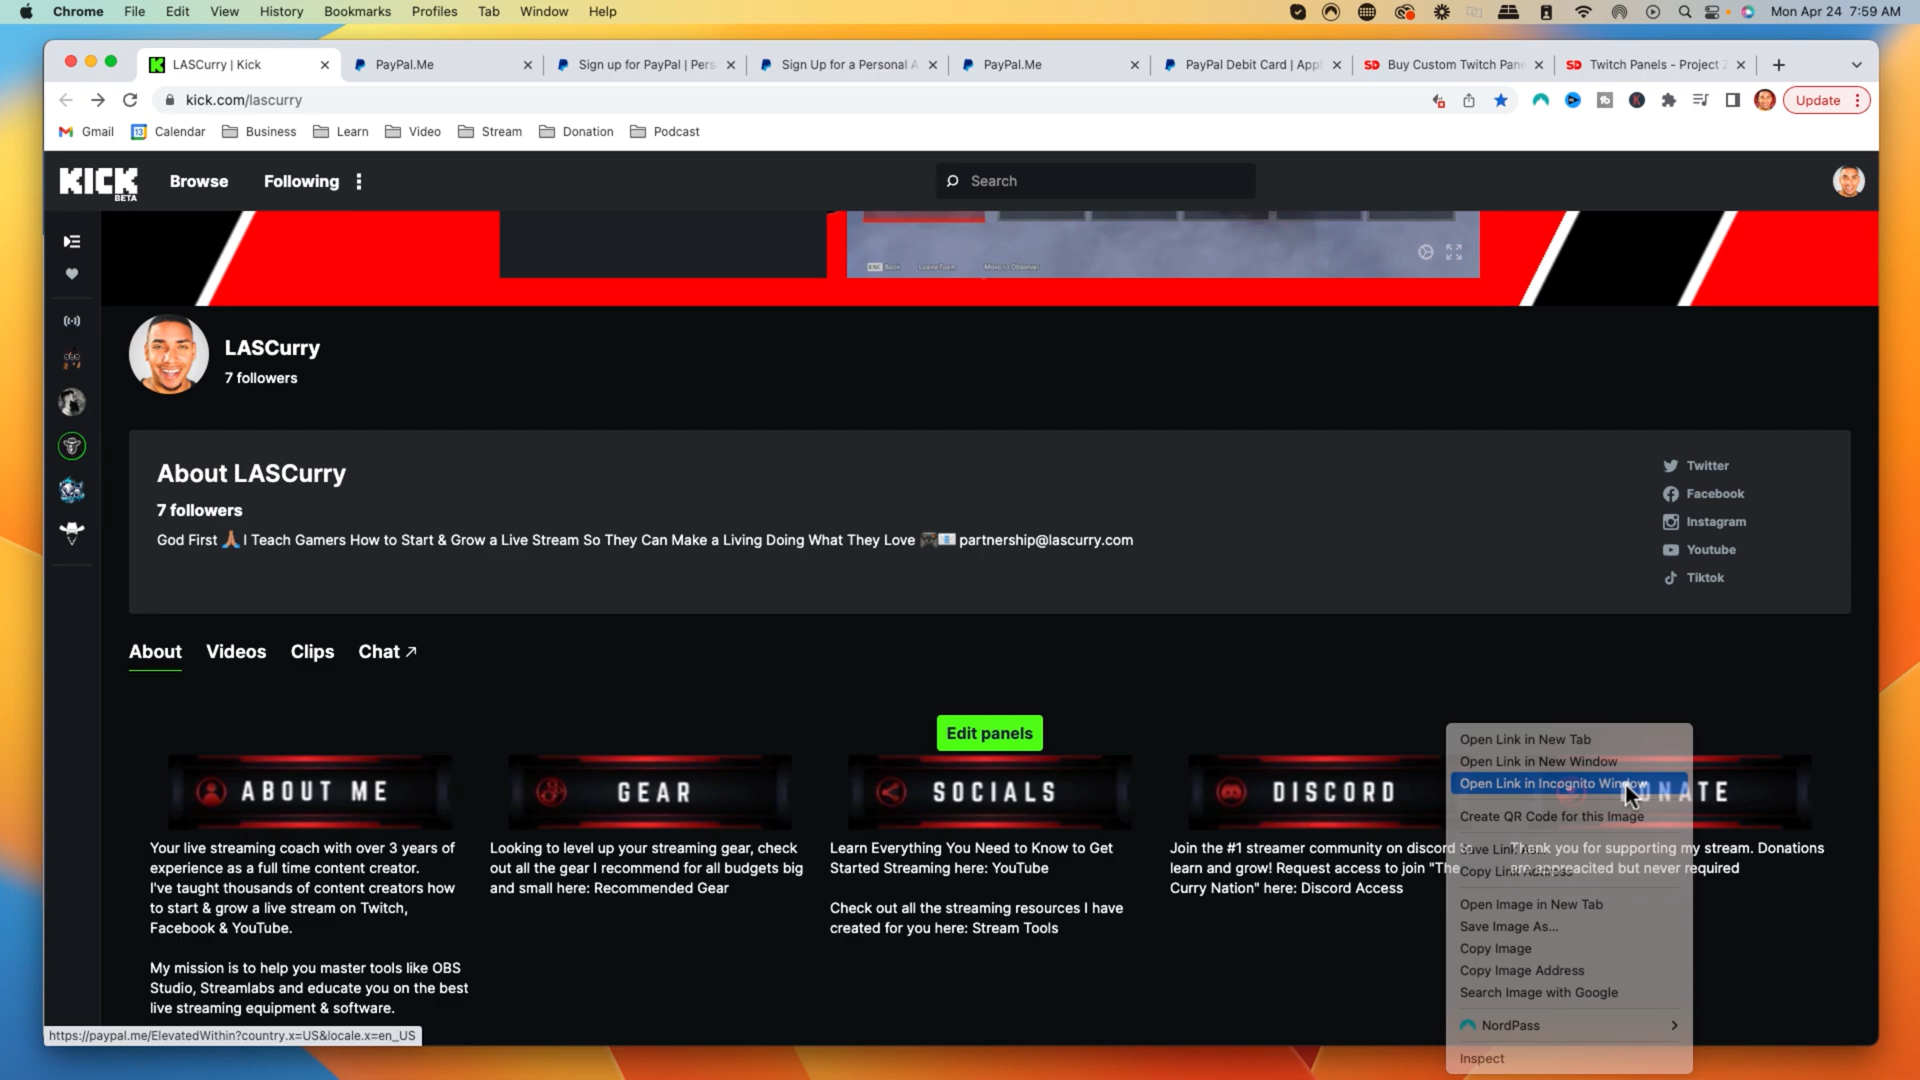 Chrome File Edit View History Bookmarks Profiles Tab Window Help Mon Apr 24 7:59 AM
LASCurry | Kick PayPal.Me Sign up for PayPal | Pers Sign Up for a Personal A PayPal.Me PayPal Debit Card | Appl SD Buy Custom Twitch Pane SD Twitch Panels - Project Z
kick.com/lascurry Update
Gmail Calendar Business Learn Video Stream Donation Podcast
KICK Browse Following Search
BETA
ESC Back Leave Team Move To Observer
LASCurry
7 followers
About LASCurry
7 followers
God First 🙏🏽 I Teach Gamers How to Start & Grow a Live Stream So They Can Make a Living Doing What They Love 🎮📧 partnership@lascurry.com
Twitter
Facebook
Instagram
Youtube
Tiktok
About Videos Clips Chat
Edit panels
ABOUT ME
Your live streaming coach with over 3 years of
experience as a full time content creator.
I've taught thousands of content creators how
to start & grow a live stream on Twitch,
Facebook & YouTube.
My mission is to help you master tools like OBS
Studio, Streamlabs and educate you on the best
live streaming equipment & software.
GEAR
Looking to level up your streaming gear, check
out all the gear I recommend for all budgets big
and small here: Recommended Gear
SOCIALS
Learn Everything You Need to Know to Get
Started Streaming here: YouTube
Check out all the streaming resources I have
created for you here: Stream Tools
DISCORD
Join the #1 streamer community on discord to
learn and grow! Request access to join "The
Curry Nation" here: Discord Access
DONATE
Thank you for supporting my stream. Donations
are appreacited but never required
Open Link in New Tab
Open Link in New Window
Open Link in Incognito Window
Create QR Code for this Image
Save Link As...
Copy Link Address
Open Image in New Tab
Save Image As...
Copy Image
Copy Image Address
Search Image with Google
NordPass
Inspect
https://paypal.me/ElevatedWithin?country.x=US&locale.x=en_US